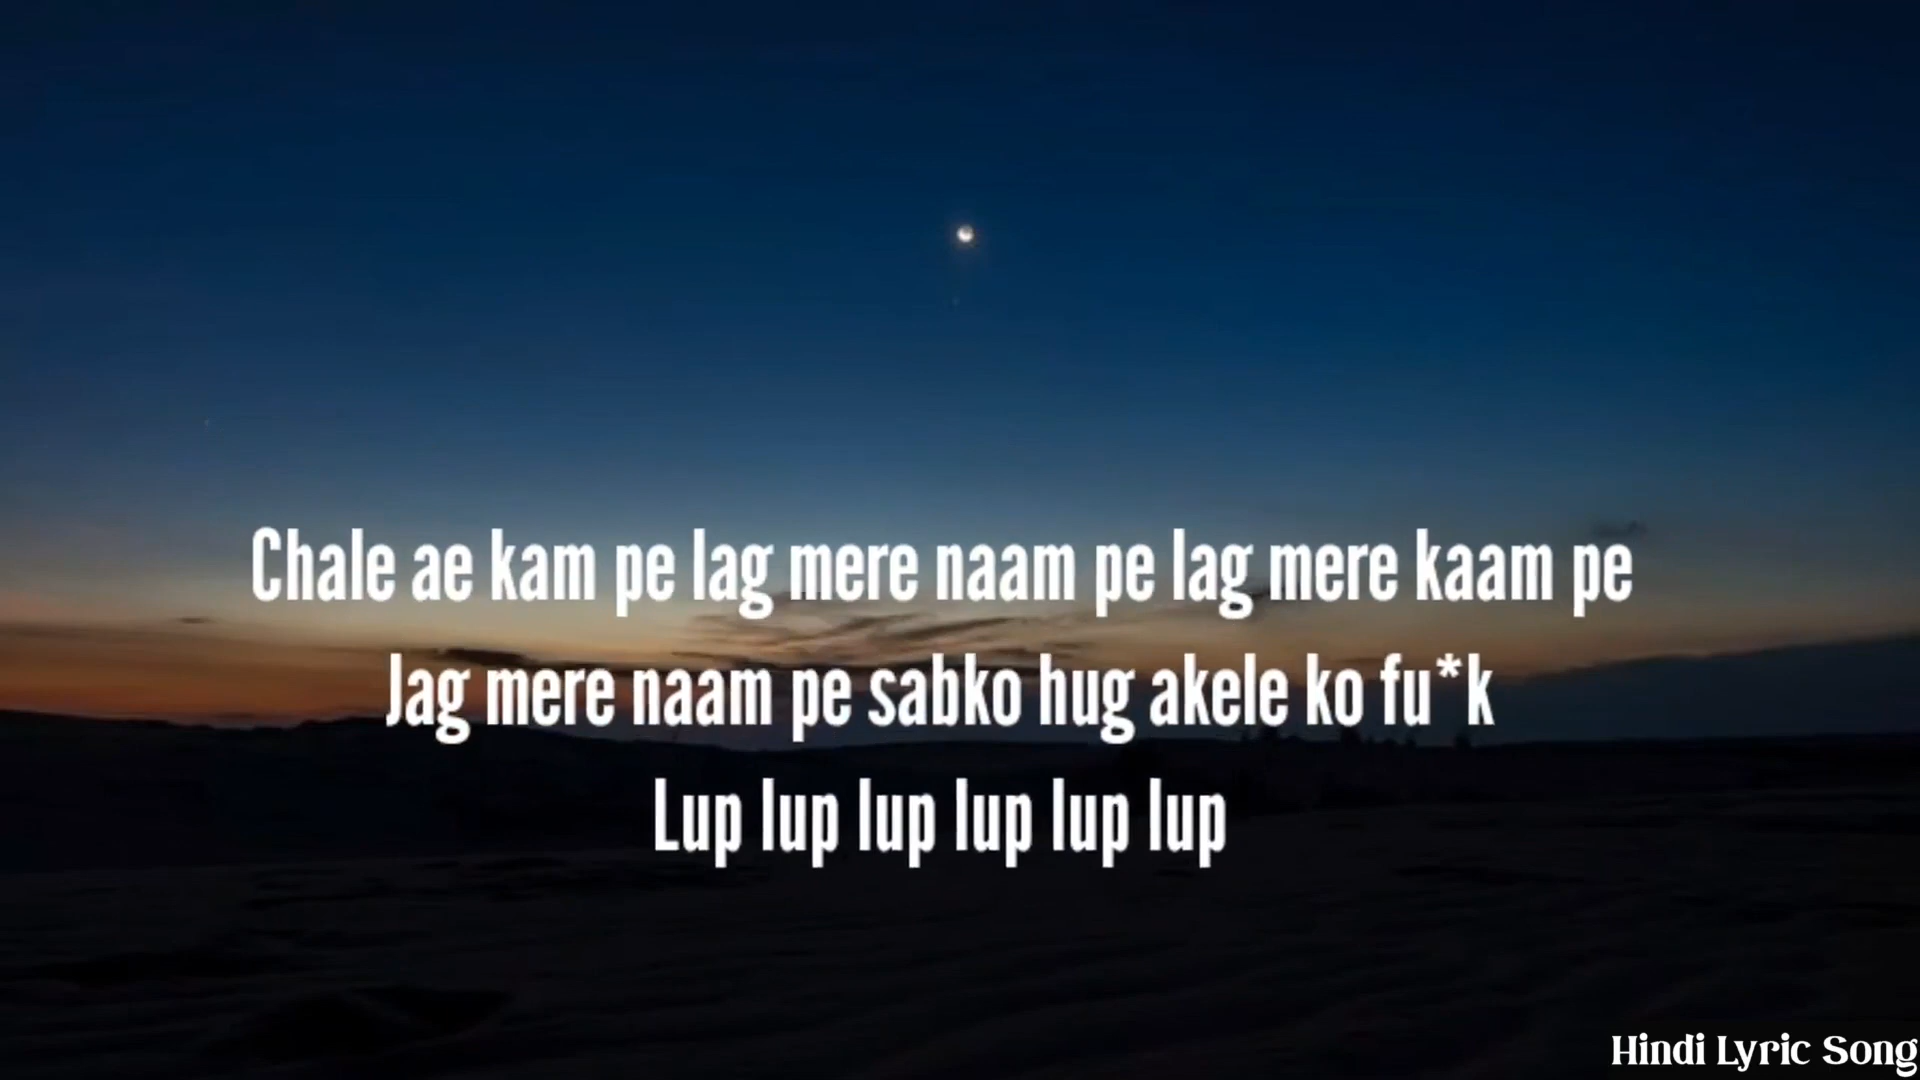 Chale ae kam pe lag mere naam pe lag mere kaam pe
Jag mere naam pe sabko hug akele ko fu*k
Lup lup lup lup lup lup
Hindi Lyric Song